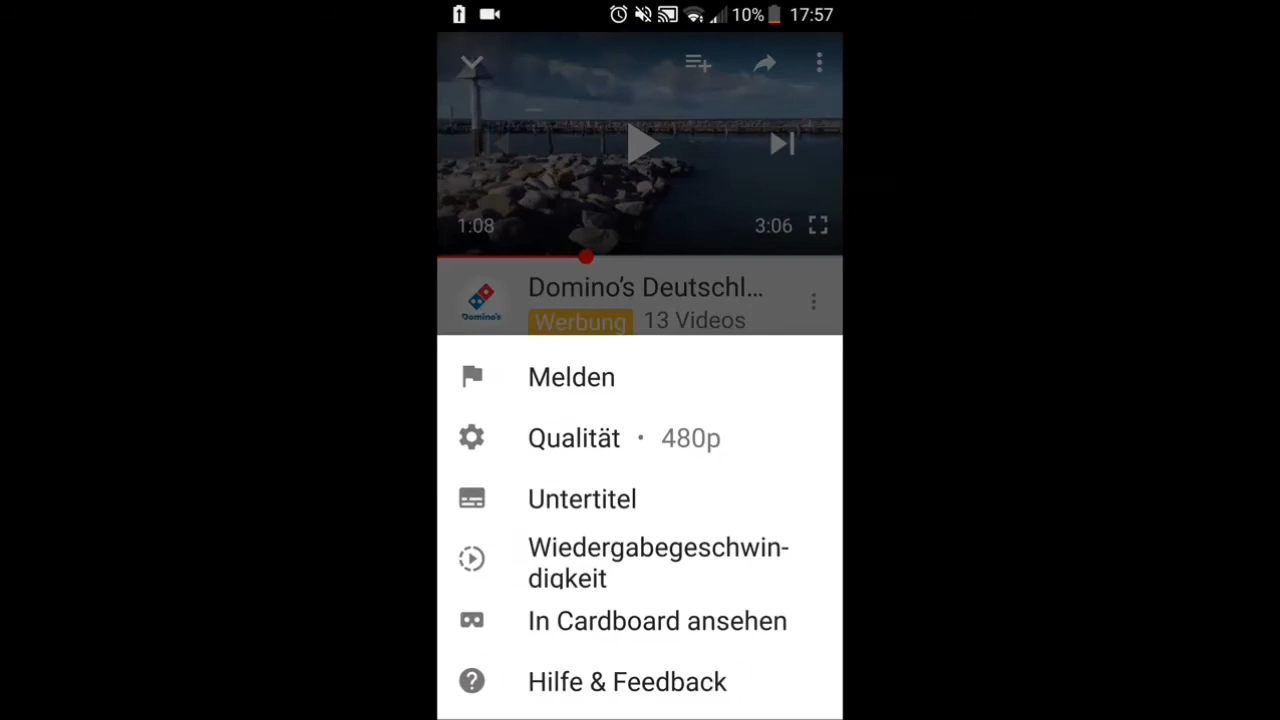 10% 17:57
1:08 3:06
Domino's Deutschl...
Domino's
Werbung 13 Videos
Melden
Qualität • 480p
Untertitel
Wiedergabegeschwin-
digkeit
In Cardboard ansehen
Hilfe & Feedback